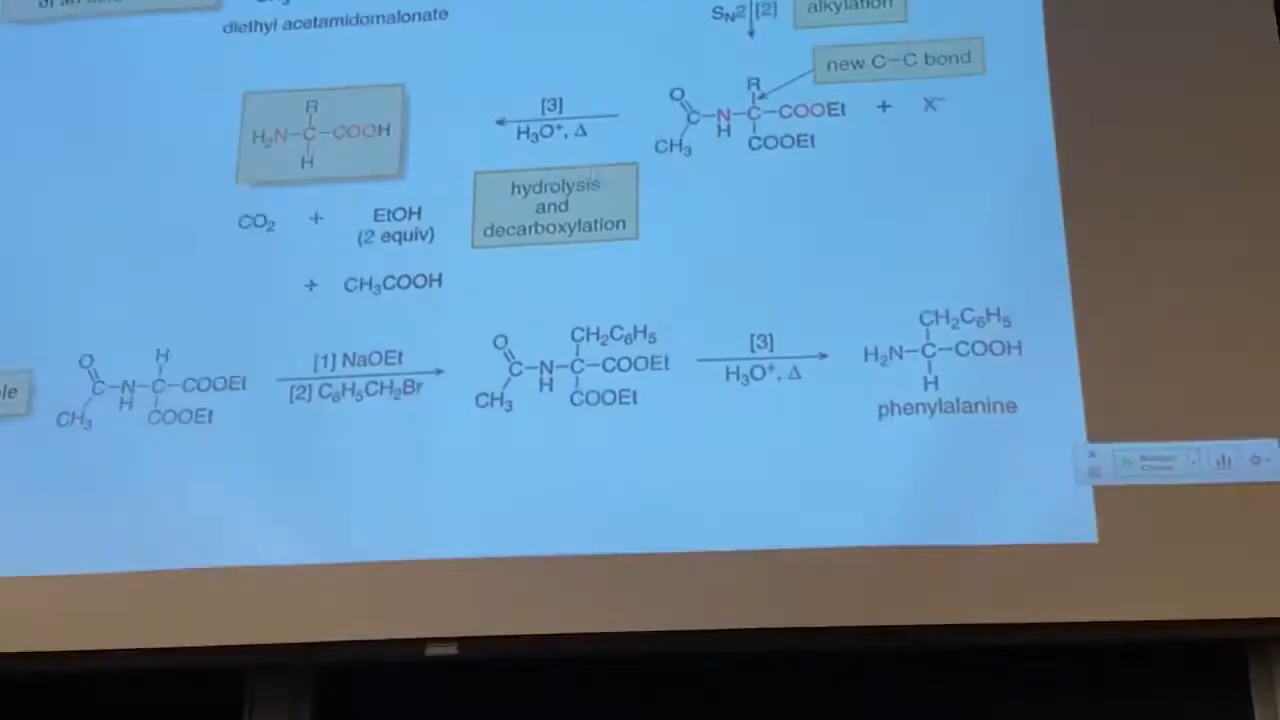 diethyl acetamidomalonate
SN2 [2]
alkylation
new C–C bond
R
H₂N–C–COOH
H
[3]
H₃O⁺, Δ
O
R
C–N–C–COOEt + X⁻
H
CH₃
COOEt
hydrolysis
and
decarboxylation
CO₂ + EtOH
(2 equiv)
+ CH₃COOH
O
H
C–N–C–COOEt
H
CH₃
COOEt
[1] NaOEt
[2] C₆H₅CH₂Br
O
CH₂C₆H₅
C–N–C–COOEt
H
CH₃
COOEt
[3]
H₃O⁺, Δ
CH₂C₆H₅
H₂N–C–COOH
H
phenylalanine